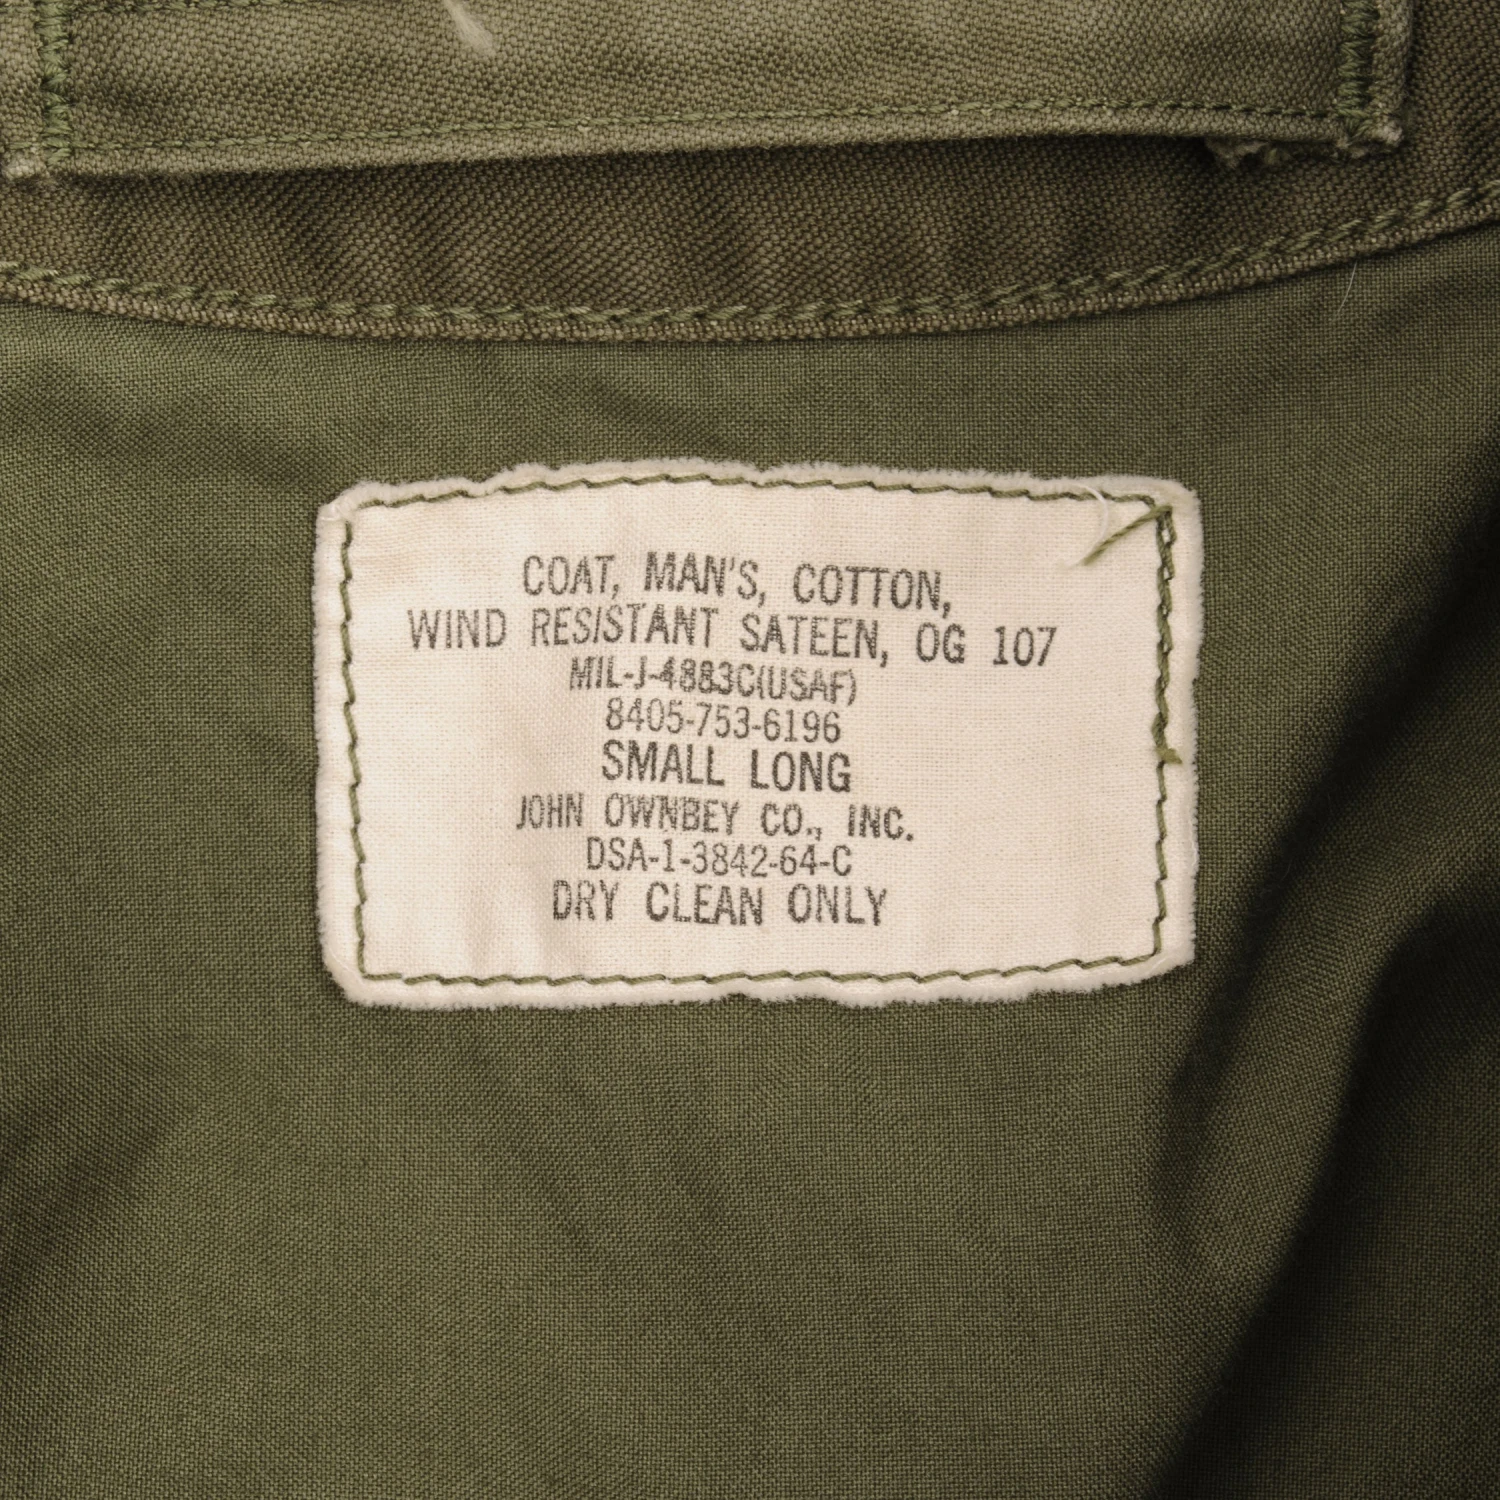 COAT, MAN'S, COTTON,
WIND RESISTANT SATEEN, OG 107
MIL-J-4883C(USAF)
8405-753-6196
SMALL LONG
JOHN OWNBEY CO., INC.
DSA-1-3842-64-C
DRY CLEAN ONLY